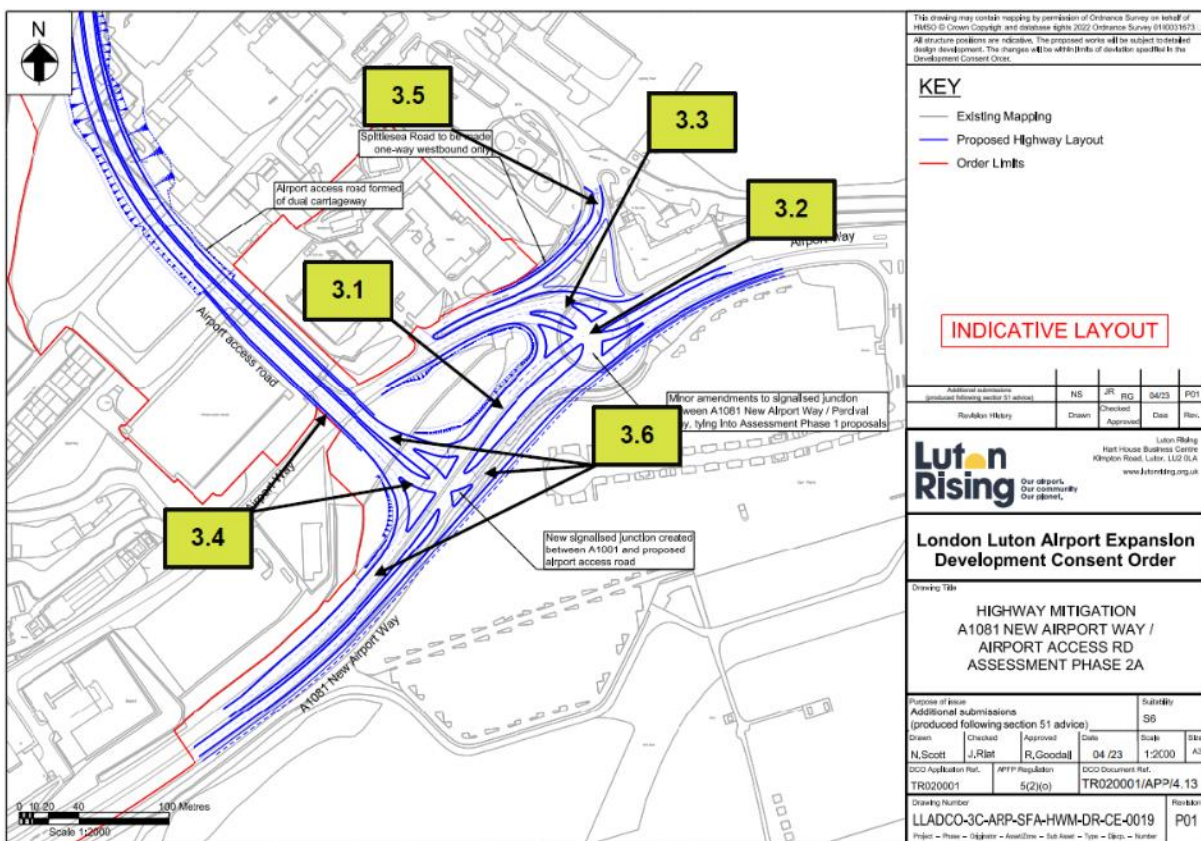 N
3.5
3.3
3.2
3.1
3.6
3.4
Spittlesea Road to be made
one-way westbound only
Airport access road formed
of dual carriageway
Airport Way
Airport access road
Airport Way
Minor amendments to signalised junction
between A1081 New Airport Way / Percival
Way, tying into Assessment Phase 1 proposals
New signalised junction created
between A1081 and proposed
airport access road
A1081 New Airport Way
0 10 20 40 100 Metres
Scale 1:2000
This drawing may contain mapping by permission of Ordnance Survey on behalf of
HMSO © Crown Copyright and database rights 2022 Ordnance Survey 0100031673
All structure positions are indicative. The proposed works will be subject to detailed
design development. The changes will be within limits of deviation specified in the
Development Consent Order.
KEY
Existing Mapping
Proposed Highway Layout
Order Limits
INDICATIVE LAYOUT
Additional submissions
(produced following section 51 advice)
NS JR RG 04/23 P01
Revision History Drawn Checked Approved Date Rev.
Luton Rising
Our airport.
Our community
Our planet.
Luton Rising
Hart House Business Centre
Kimpton Road, Luton, LU2 0LA
www.lutonrising.org.uk
London Luton Airport Expansion
Development Consent Order
Drawing Title
HIGHWAY MITIGATION
A1081 NEW AIRPORT WAY /
AIRPORT ACCESS RD
ASSESSMENT PHASE 2A
Purpose of issue Suitability
Additional submissions
(produced following section 51 advice) S6
Drawn Checked Approved Date Scale Size
N.Scott J.Riat R.Goodall 04 /23 1:2000 A3
DCO Application Ref. APFP Regulation DCO Document Ref.
TR020001 5(2)(o) TR020001/APP/4.13
Drawing Number Revision
LLADCO-3C-ARP-SFA-HWM-DR-CE-0019 P01
Project – Phase – Originator – Asset/Zone – Sub Asset – Type – Discp. – Number